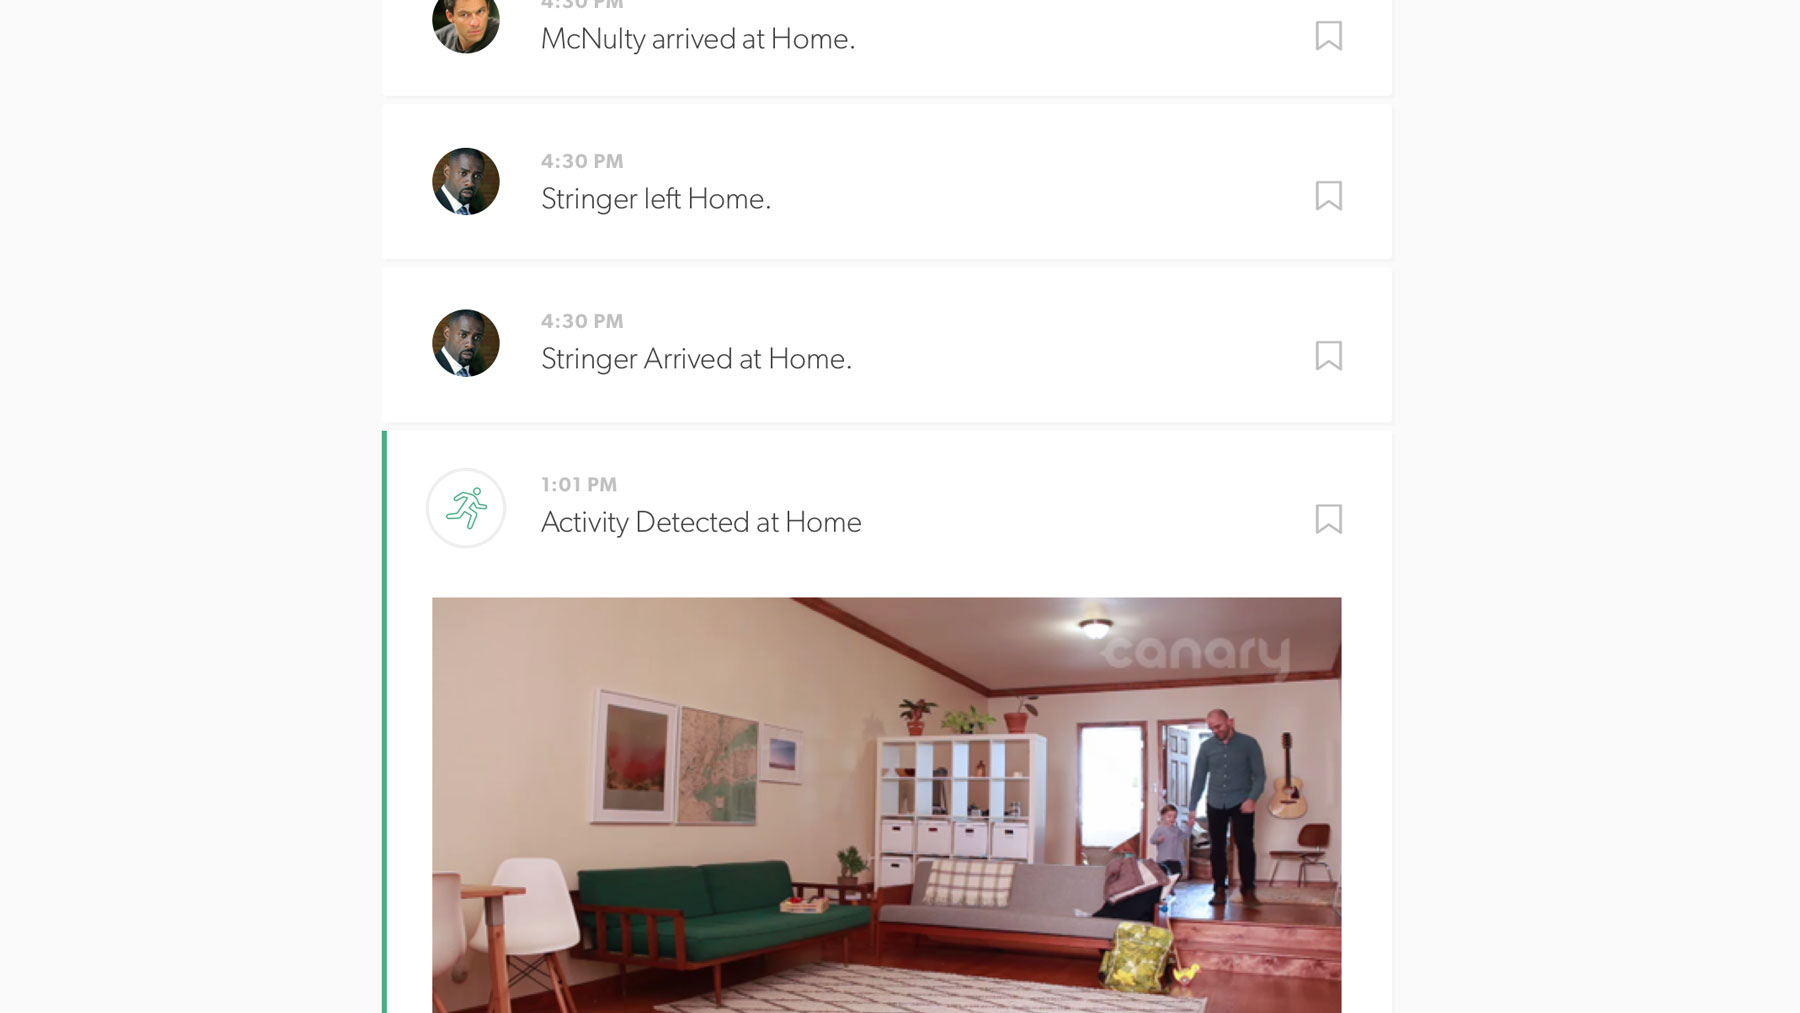 4:30 PM
McNulty arrived at Home.
4:30 PM
Stringer left Home.
4:30 PM
Stringer Arrived at Home.
1:01 PM
Activity Detected at Home
canary